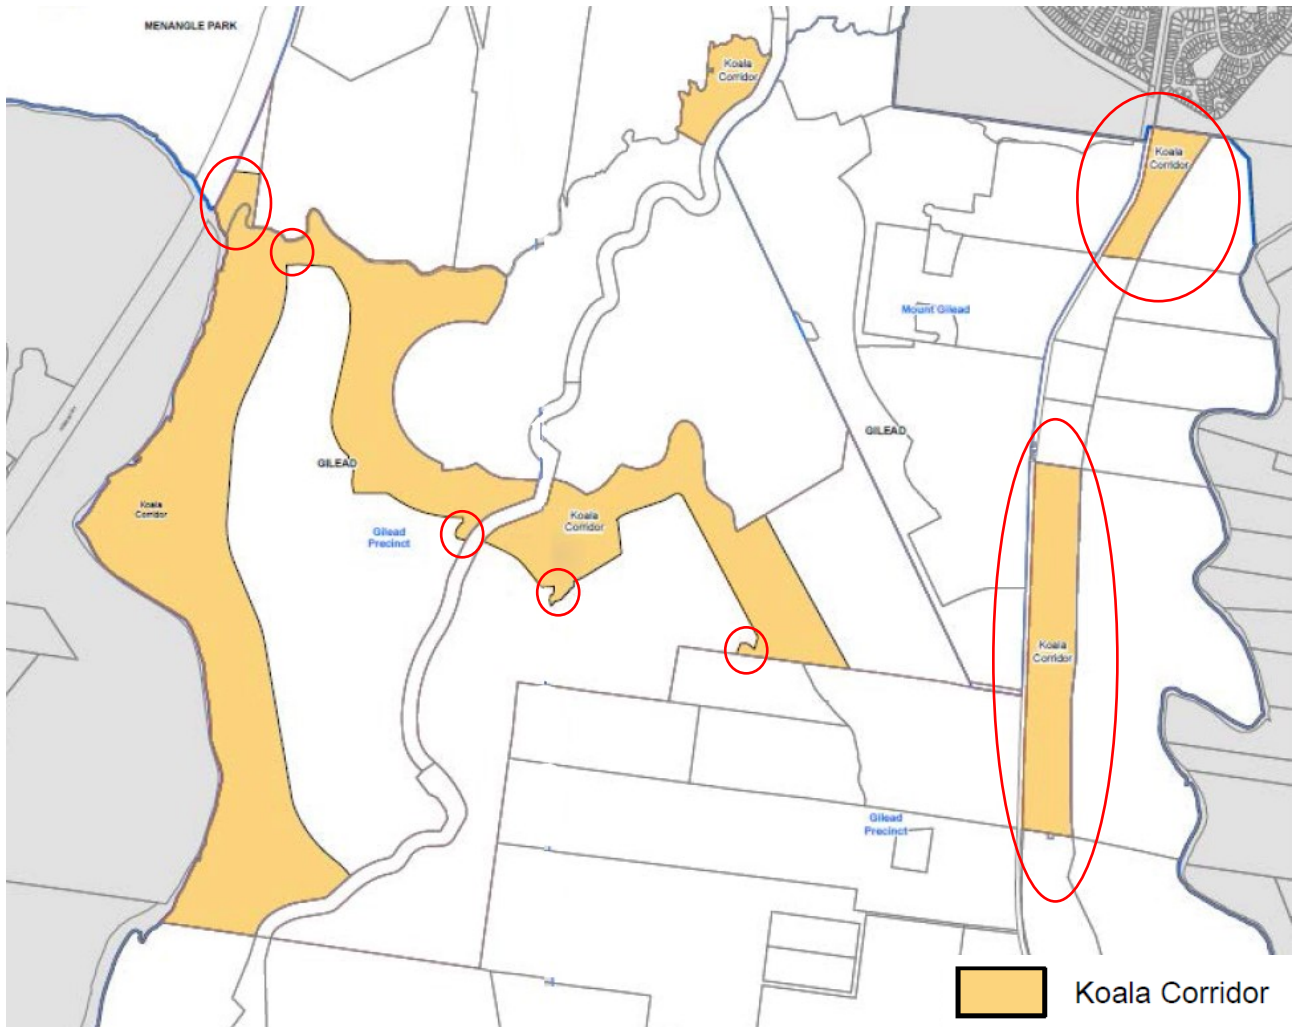 MENANGLE PARK
Koala
Corridor
Koala
Corridor
Mount Gilead
GILEAD
GILEAD
Koala
Corridor
Koala
Corridor
Gilead
Precinct
Koala
Corridor
Gilead
Precinct
Koala Corridor